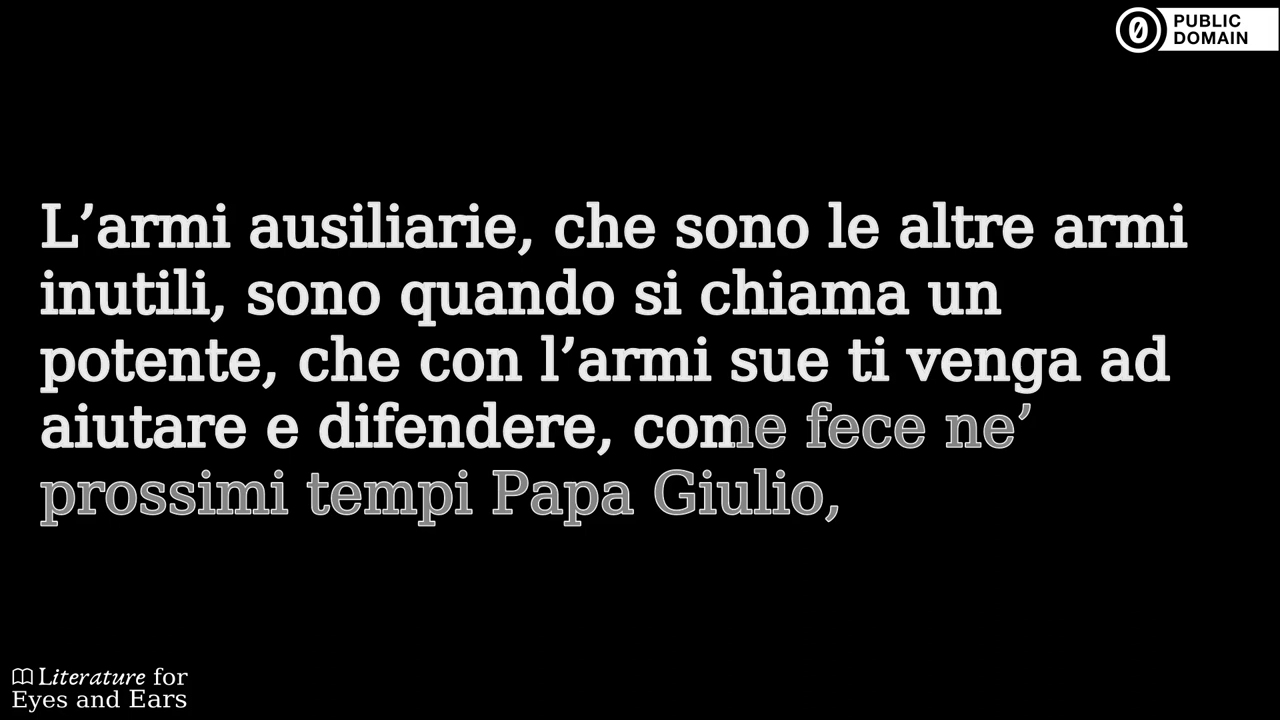 PUBLIC
DOMAIN
L’armi ausiliarie, che sono le altre armi
inutili, sono quando si chiama un
potente, che con l’armi sue ti venga ad
aiutare e difendere, come fece ne’
prossimi tempi Papa Giulio,
Literature for
Eyes and Ears